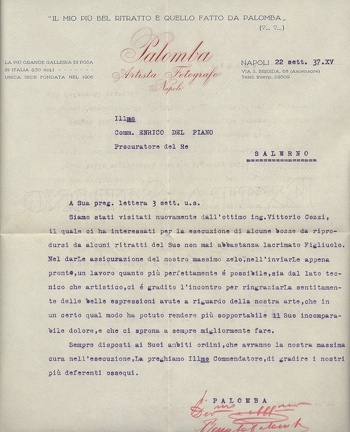 "IL MIO PIÙ BEL RITRATTO E QUELLO FATTO DA PALOMBA„
(?... ?...)
Palomba
Artista Fotografo
Napoli
LA PIÙ GRANDE GALLERIA DI POSA
IN ITALIA
UNICA SEDE FONDATA NEL 1906
NAPOLI 22 sett. 37.XV
VIA S. BRIGIDA, 68 (Ascensore)
Telef. Interp.
Illmo
Comm. ENRICO DEL PIANO
Procuratore del Re
SALERNO
A Sua preg. lettera 3 sett. u.s.
Siamo stati visitati nuovamente dall'ottimo ing. Vittorio Cozzi,
il quale ci ha interessati per la esecuzione di alcune bozze da ripro-
dursi da alcuni ritratti del Suo non mai abbastanza lacrimato Figliuolo.
Nel darLe assicurazione del nostro massimo zelo, nell'inviarLe appena
pronte, un lavoro quanto più perfettamente é possibile, sia dal lato tec-
nico che artistico, ci é gradito l'incontro per ringraziarLa sentitamen-
te delle belle espressioni avute a riguardo della nostra arte, che in
un certo qual modo ha potuto rendere più sopportabile il Suo incompara-
bile dolore, e che ci sprona a sempre migliormente fare.
Sempre disposti ai Suoi ambiti ordini, che avranno la nostra massima
cura nell'esecuzione, La preghiamo Illmo Commendatore, di gradire i nostri
più deferenti ossequi.
PALOMBA